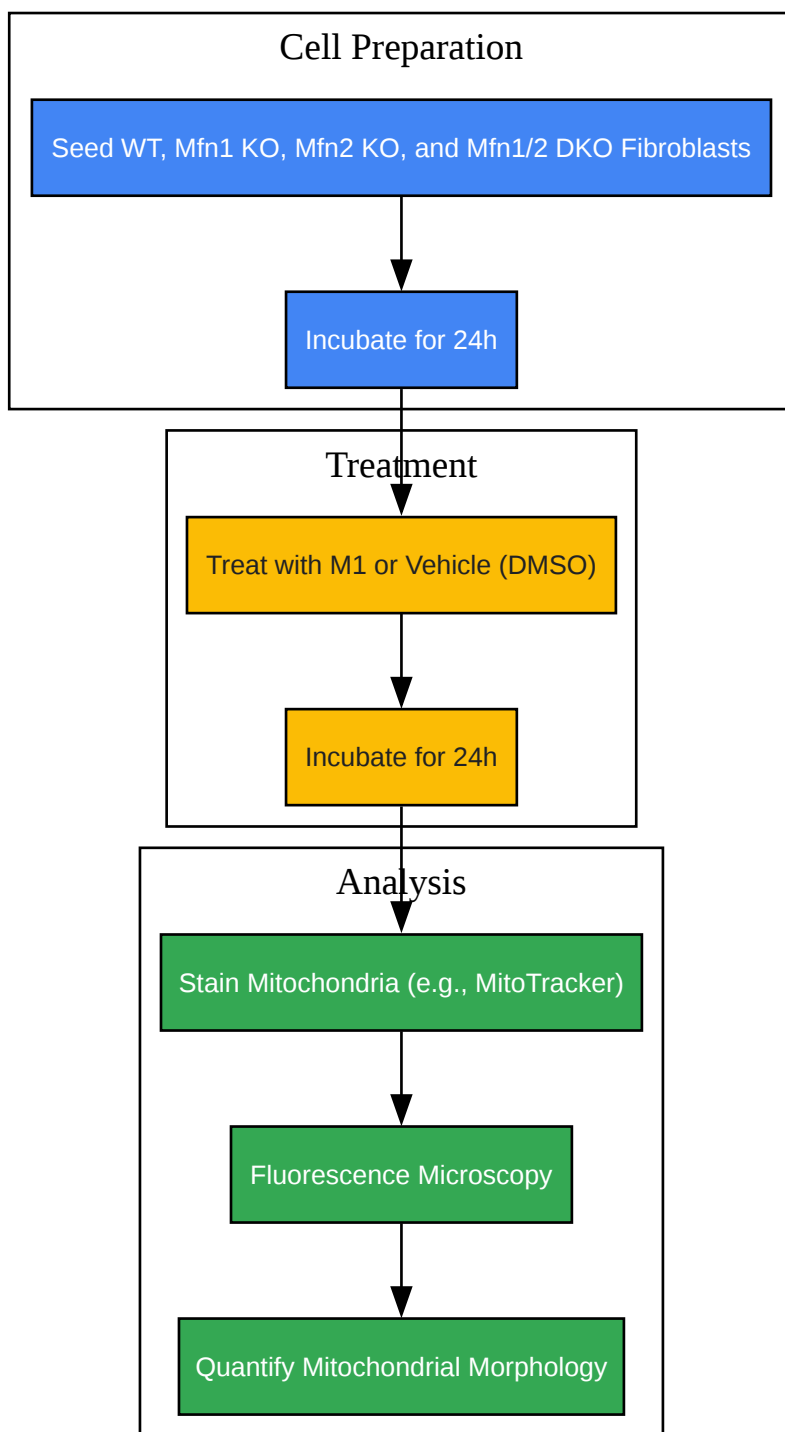 Cell Preparation
Seed WT, Mfn1 KO, Mfn2 KO, and Mfn1/2 DKO Fibroblasts
Incubate for 24h
Treatment
Treat with M1 or Vehicle (DMSO)
Incubate for 24h
Analysis
Stain Mitochondria (e.g., MitoTracker)
Fluorescence Microscopy
Quantify Mitochondrial Morphology